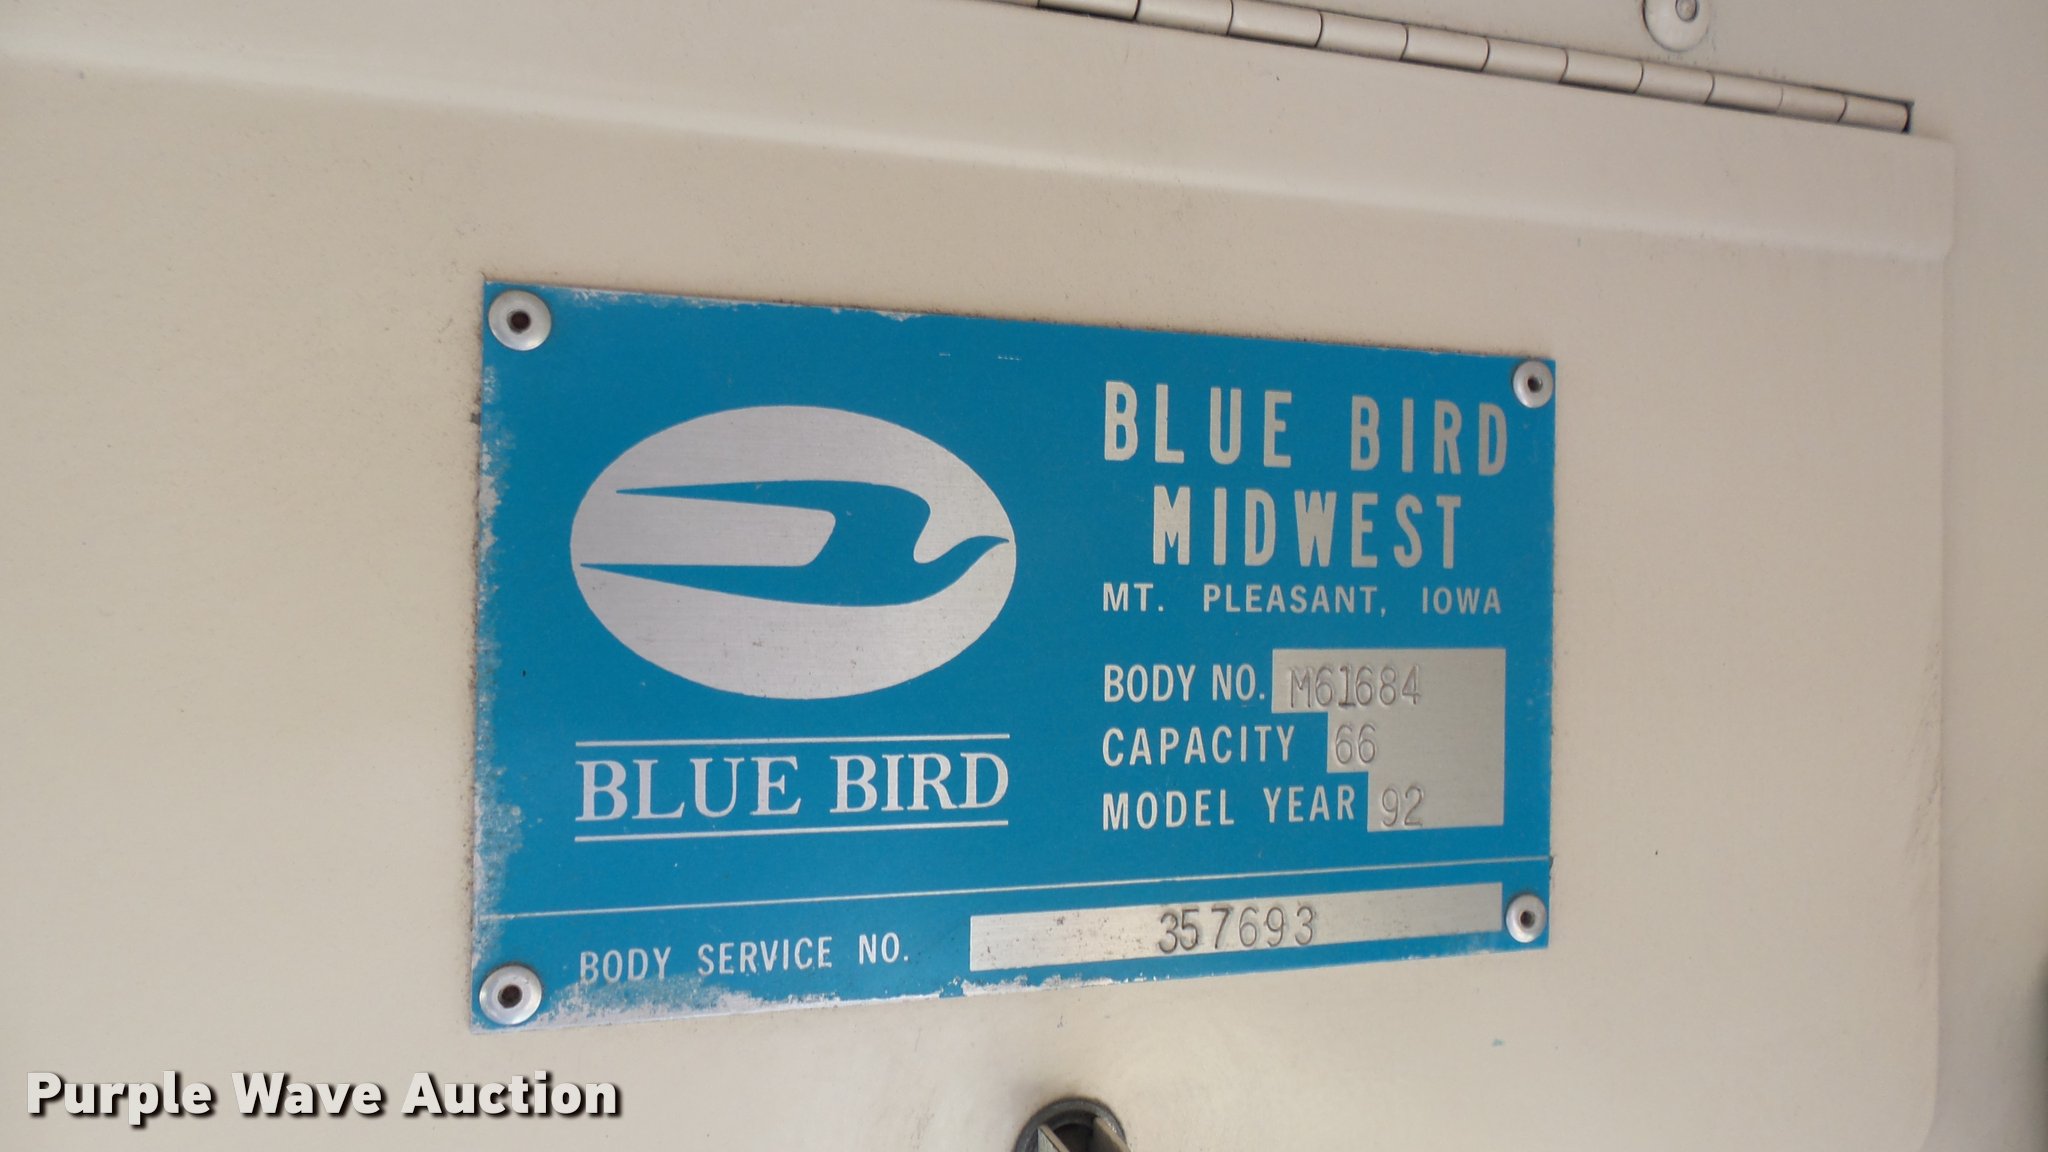 BLUE BIRD
MIDWEST
MT. PLEASANT, IOWA
BODY NO. M61684
CAPACITY 66
MODEL YEAR 92
BLUE BIRD
BODY SERVICE NO. 357693
Purple Wave Auction